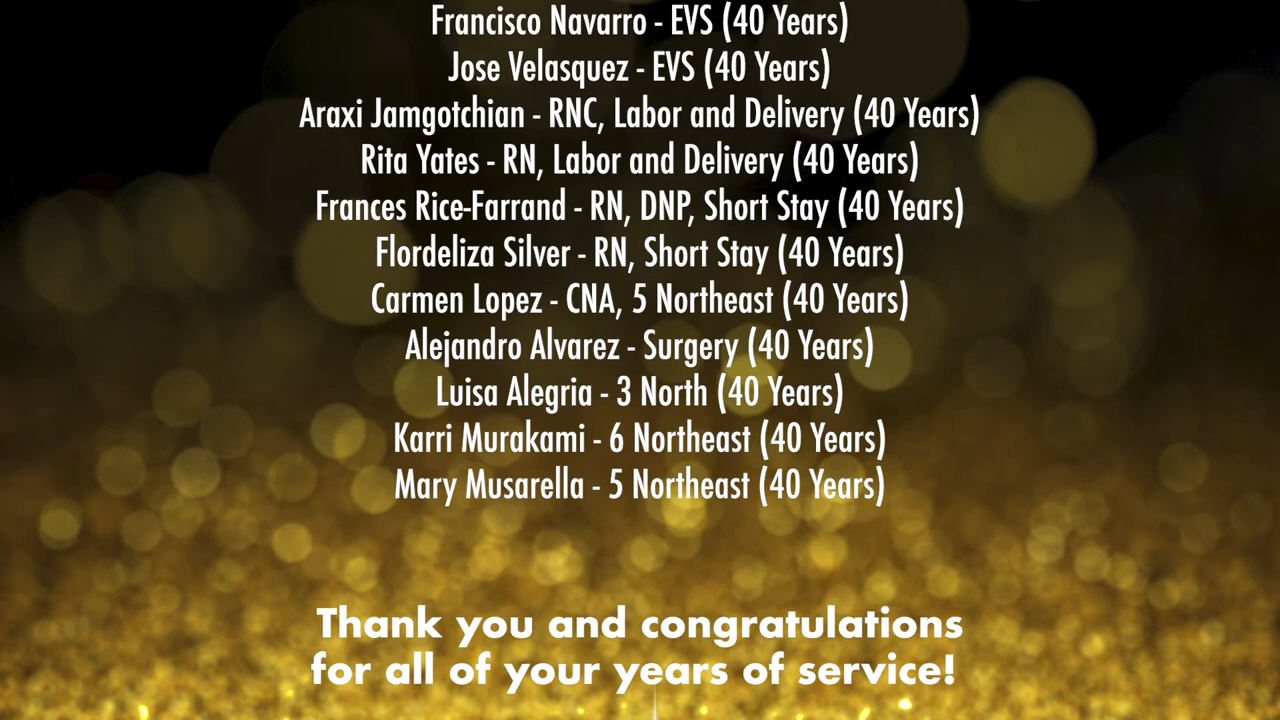 Francisco Navarro - EVS (40 Years)
Jose Velasquez - EVS (40 Years)
Araxi Jamgotchian - RNC, Labor and Delivery (40 Years)
Rita Yates - RN, Labor and Delivery (40 Years)
Frances Rice-Farrand - RN, DNP, Short Stay (40 Years)
Flordeliza Silver - RN, Short Stay (40 Years)
Carmen Lopez - CNA, 5 Northeast (40 Years)
Alejandro Alvarez - Surgery (40 Years)
Luisa Alegria - 3 North (40 Years)
Karri Murakami - 6 Northeast (40 Years)
Mary Musarella - 5 Northeast (40 Years)
Thank you and congratulations
for all of your years of service!